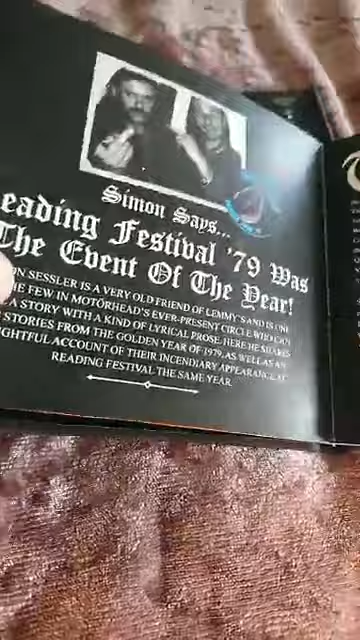 Simon Says...
eading Festival '79 Was
The Event Of The Year!
ON SESSLER IS A VERY OLD FRIEND OF LEMMY'S AND IS ONE
HE FEW IN MOTÖRHEAD'S EVER-PRESENT CIRCLE WHO CAN
A STORY WITH A KIND OF LYRICAL PROSE. HERE HE SHARES
STORIES FROM THE GOLDEN YEAR OF 1979, AS WELL AS AN
GHTFUL ACCOUNT OF THEIR INCENDIARY APPEARANCE AT
READING FESTIVAL THE SAME YEAR.